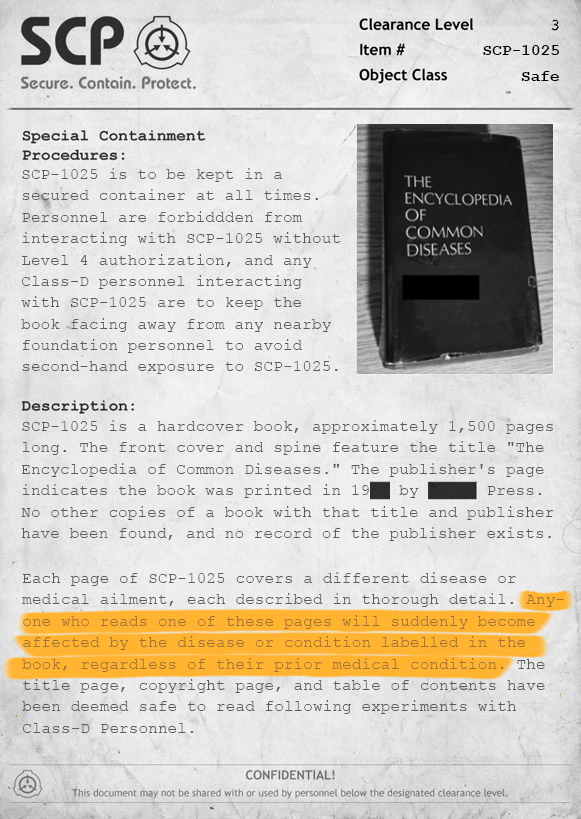 SCP
Secure. Contain. Protect.
Clearance Level 3
Item # SCP-1025
Object Class Safe
Special Containment
Procedures:
SCP-1025 is to be kept in a
secured container at all times.
Personnel are forbiddden from
interacting with SCP-1025 without
Level 4 authorization, and any
Class-D personnel interacting
with SCP-1025 are to keep the
book facing away from any nearby
foundation personnel to avoid
second-hand exposure to SCP-1025.
THE
ENCYCLOPEDIA
OF
COMMON
DISEASES
Description:
SCP-1025 is a hardcover book, approximately 1,500 pages
long. The front cover and spine feature the title "The
Encyclopedia of Common Diseases." The publisher's page
indicates the book was printed in 19 by Press.
No other copies of a book with that title and publisher
have been found, and no record of the publisher exists.
Each page of SCP-1025 covers a different disease or
medical ailment, each described in thorough detail. Any-
one who reads one of these pages will suddenly become
affected by the disease or condition labelled in the
book, regardless of their prior medical condition. The
title page, copyright page, and table of contents have
been deemed safe to read following experiments with
Class-D Personnel.
CONFIDENTIAL!
This document may not be shared with or used by personnel below the designated clearance level.